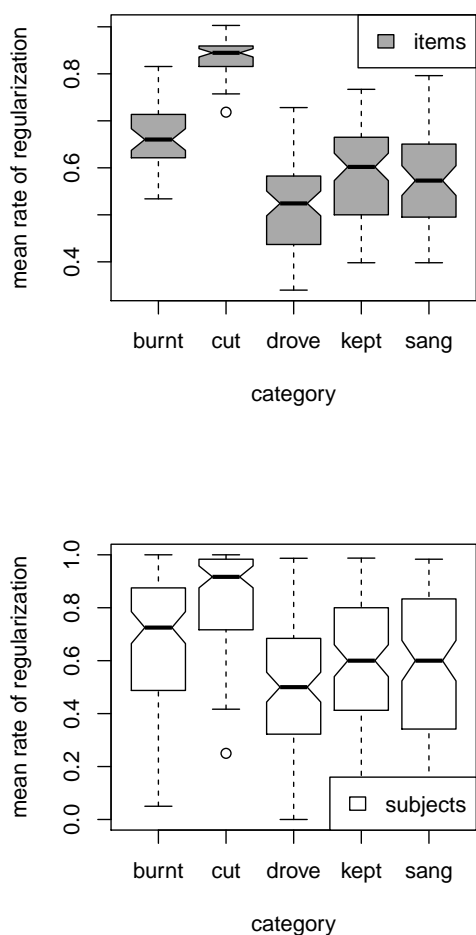 mean rate of regularization
0.8
0.6
0.4
items
burnt cut drove kept sang
category
mean rate of regularization
1.0
0.8
0.6
0.4
0.2
0.0
subjects
burnt cut drove kept sang
category